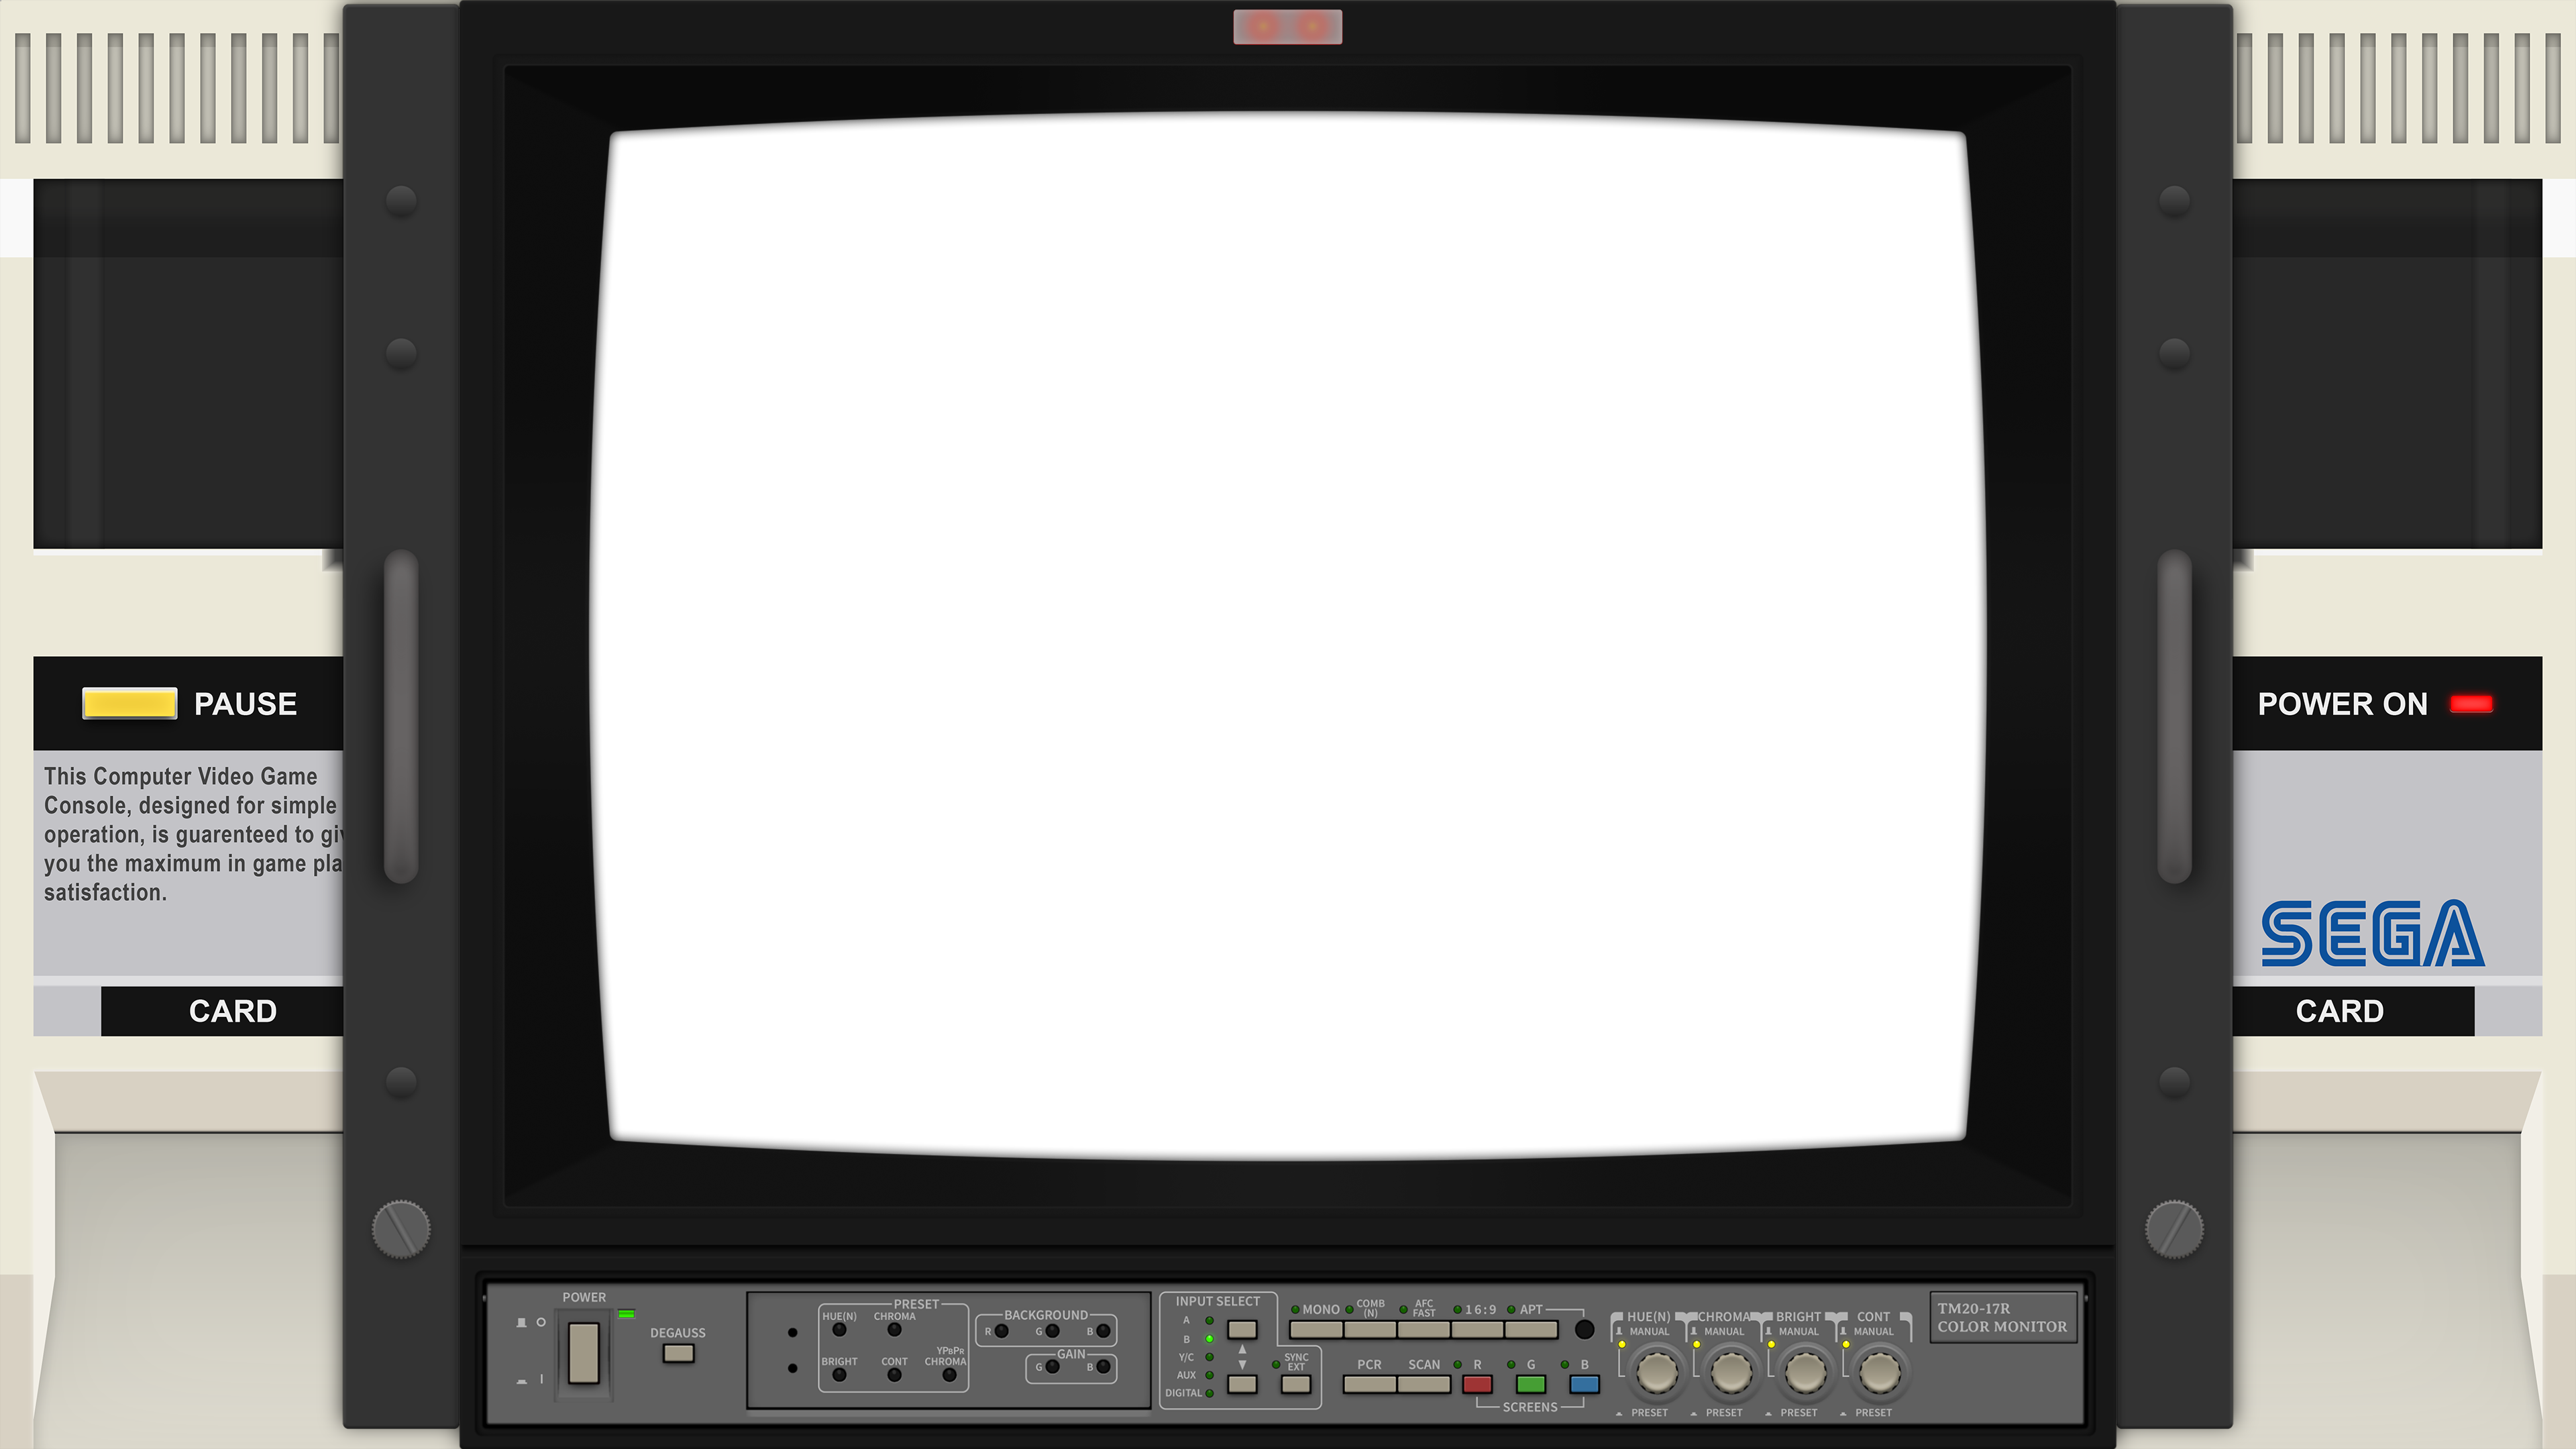 PAUSE
This Computer Video Game
Console, designed for simple
operation, is guarenteed to giv
you the maximum in game pla
satisfaction.
CARD
POWER ON
SEGA
CARD
POWER
O
I
DEGAUSS
PRESET
HUE(N) CHROMA
BRIGHT CONT YPBPR CHROMA
BACKGROUND
R G B
GAIN
G B
INPUT SELECT
A
B
Y/C
AUX
DIGITAL
SYNC
EXT
MONO COMB (N) AFC FAST 16:9 APT
PCR SCAN R G B
SCREENS
HUE(N) CHROMA BRIGHT CONT
MANUAL MANUAL MANUAL MANUAL
PRESET PRESET PRESET PRESET
TM20-17R
COLOR MONITOR